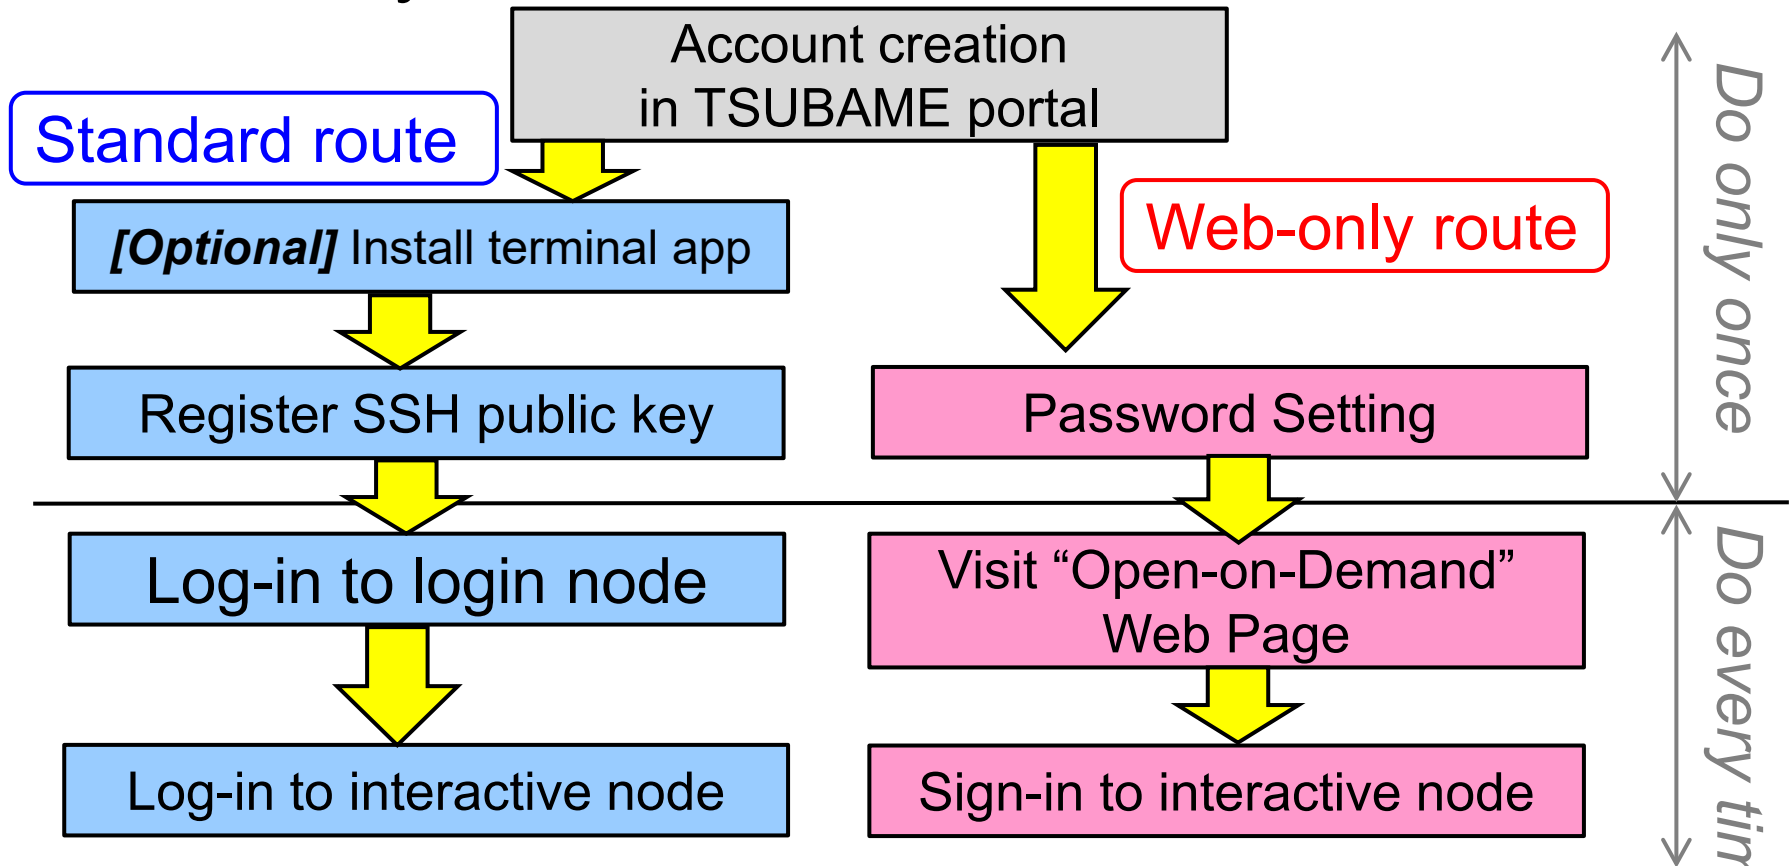 Account creation
in TSUBAME portal
Standard route
[Optional] Install terminal app
Web-only route
Register SSH public key
Password Setting
Do only once
Log-in to login node
Visit “Open-on-Demand”
Web Page
Log-in to interactive node
Sign-in to interactive node
Do every